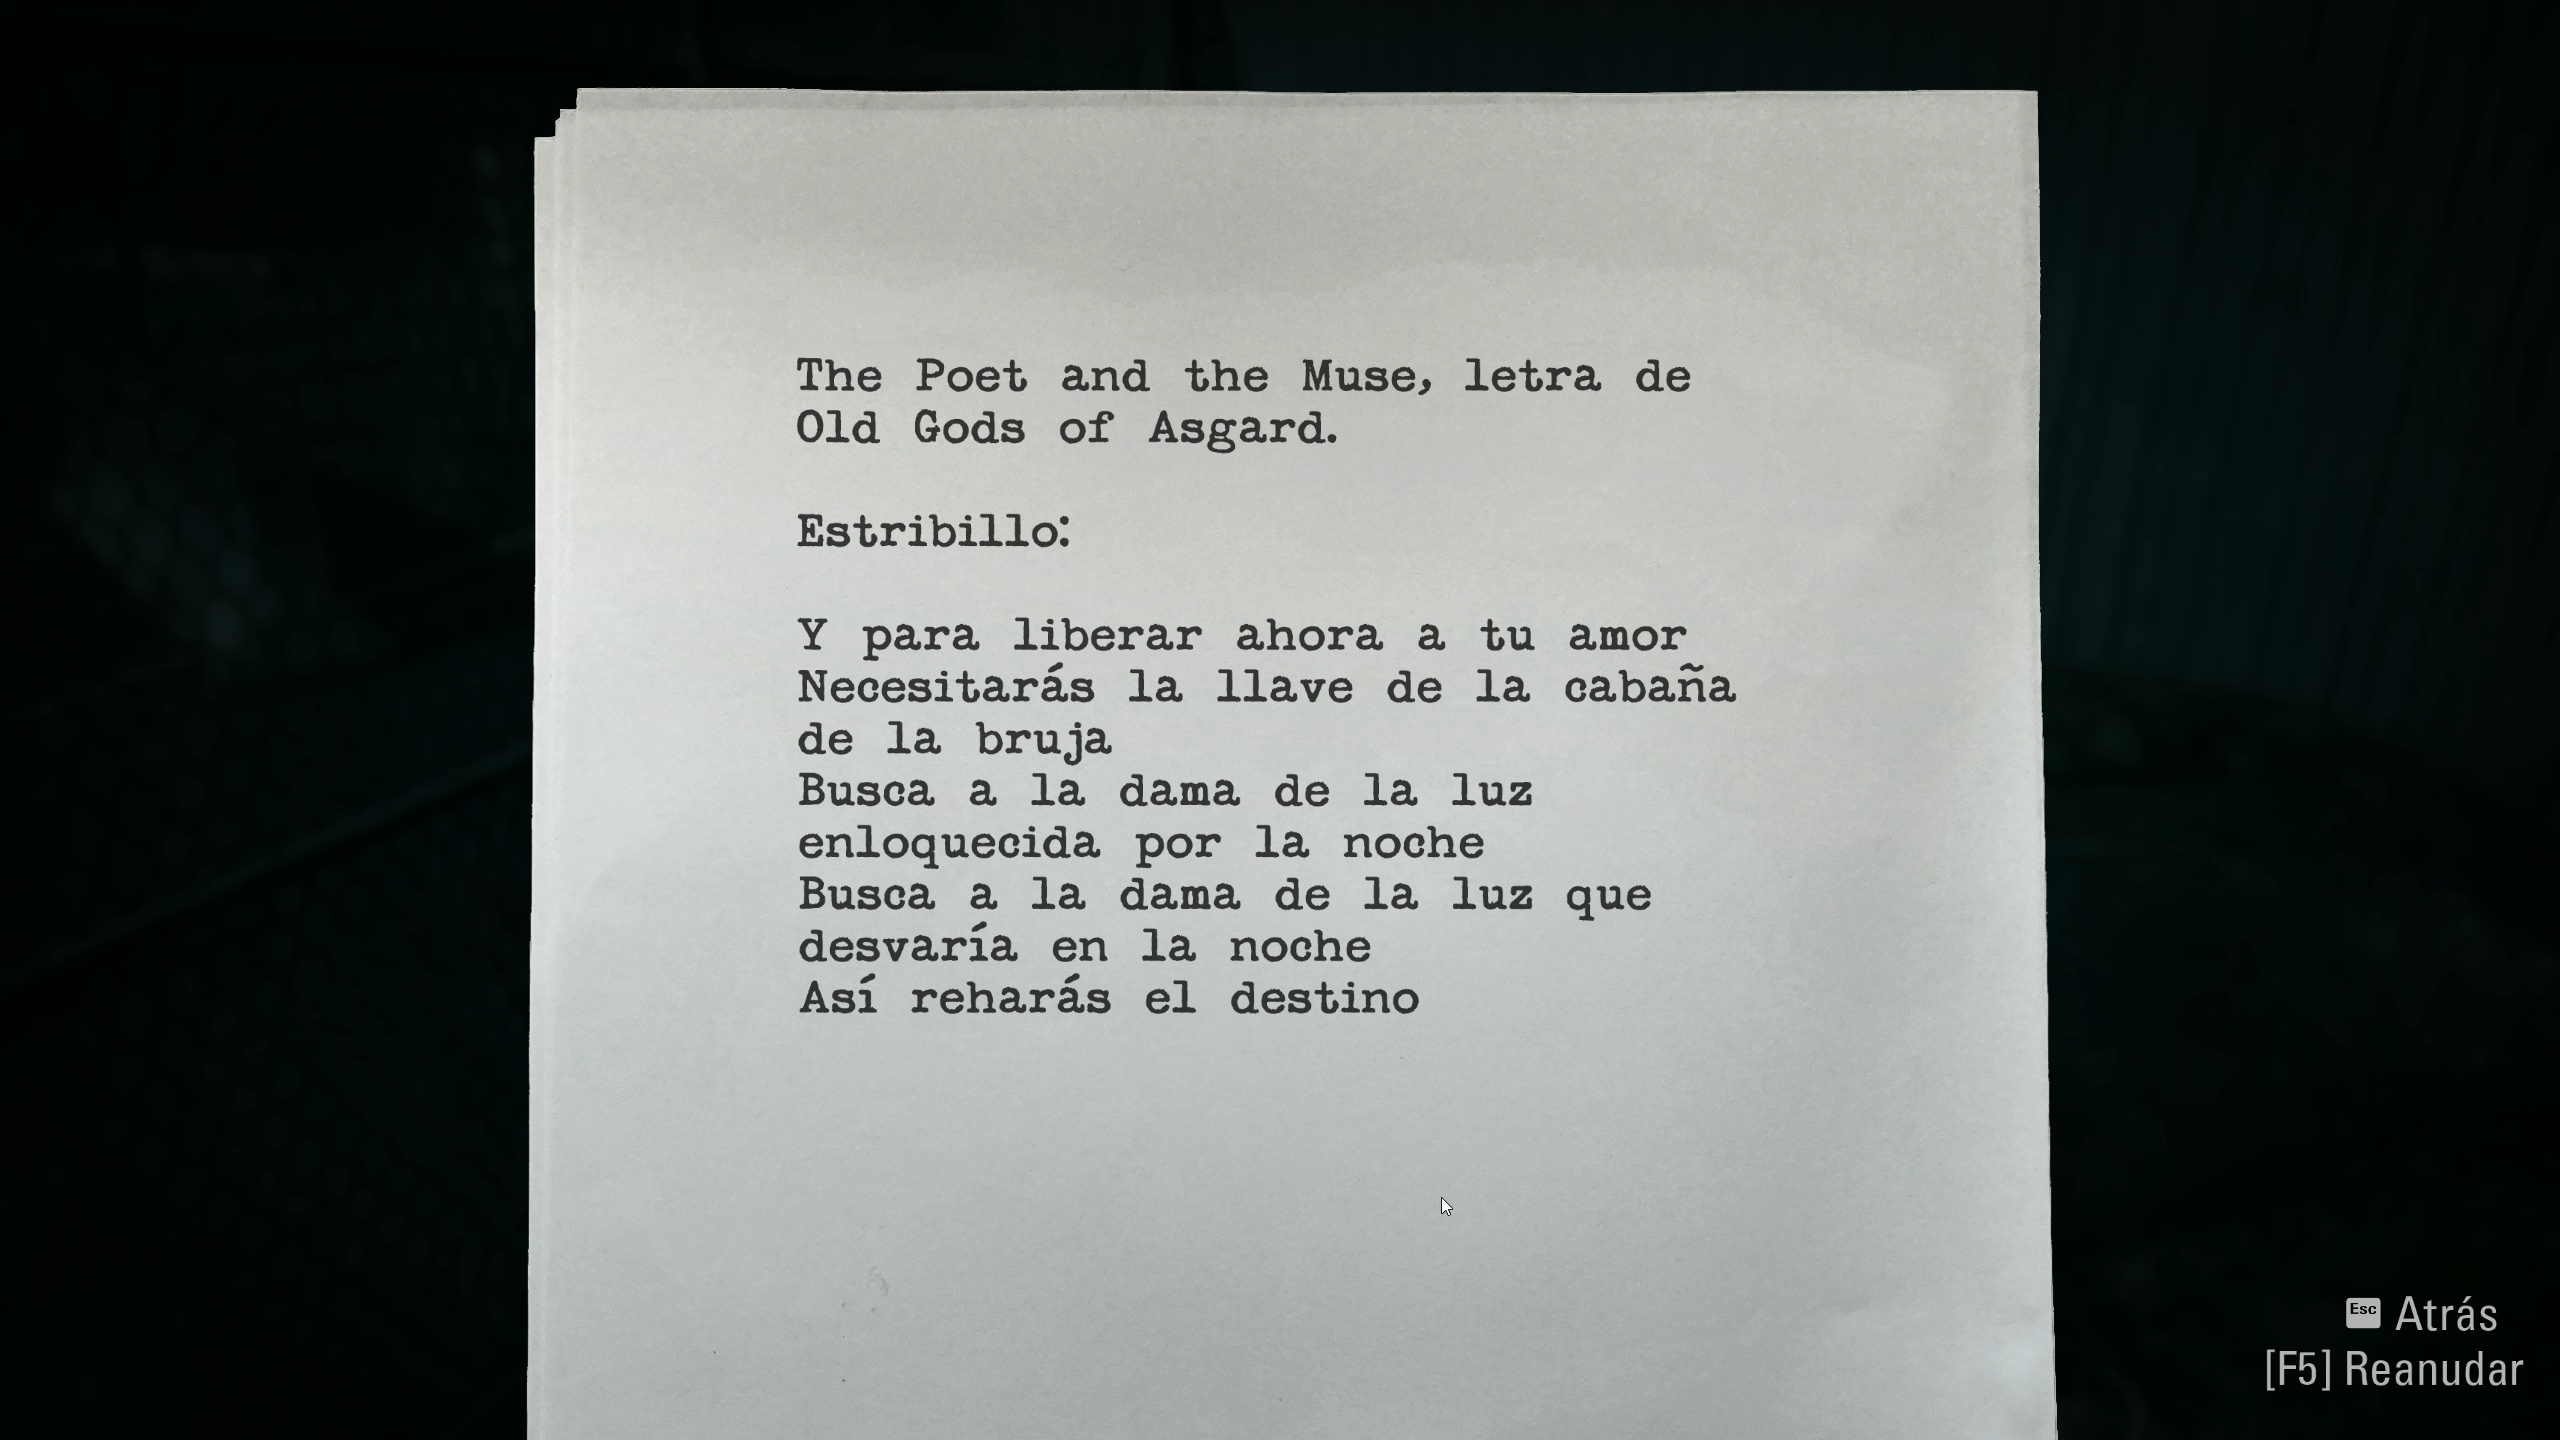 The Poet and the Muse, letra de
Old Gods of Asgard.
Estribillo:
Y para liberar ahora a tu amor
Necesitarás la llave de la cabaña
de la bruja
Busca a la dama de la luz
enloquecida por la noche
Busca a la dama de la luz que
desvaría en la noche
Así reharás el destino
Esc Atrás
[F5] Reanudar